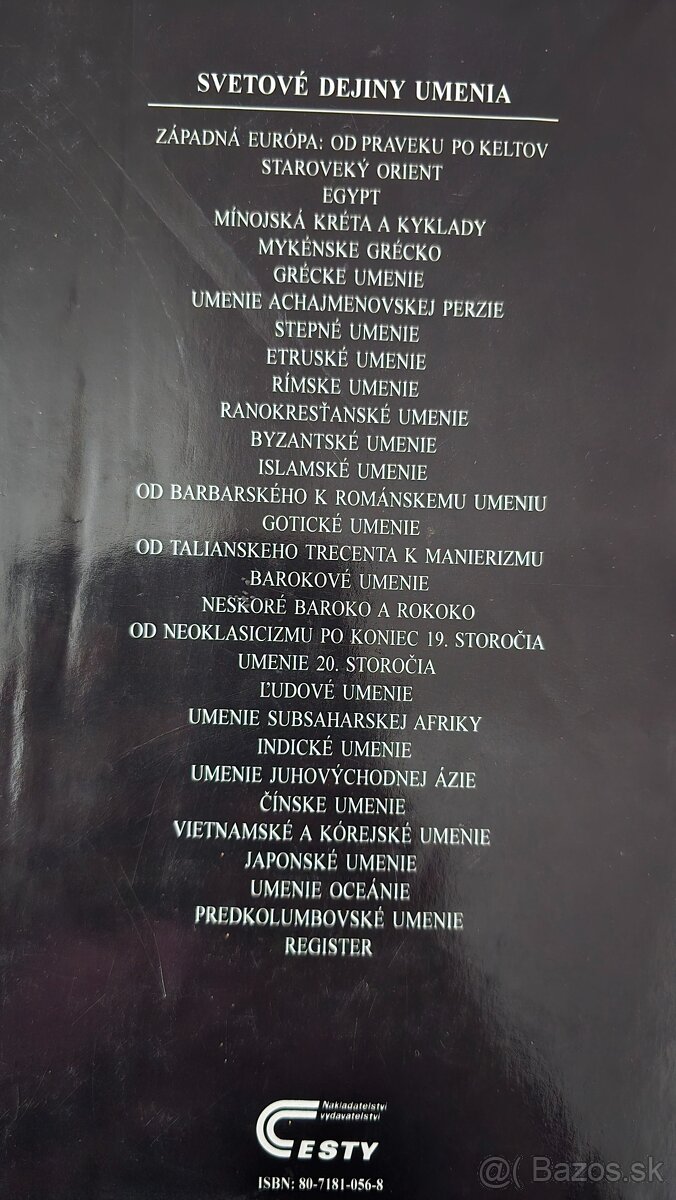 SVETOVÉ DEJINY UMENIA
ZÁPADNÁ EURÓPA: OD PRAVEKU PO KELTOV
STAROVEKÝ ORIENT
EGYPT
MÍNOJSKÁ KRÉTA A KYKLADY
MYKÉNSKE GRÉCKO
GRÉCKE UMENIE
UMENIE ACHAJMENOVSKEJ PERZIE
STEPNÉ UMENIE
ETRUSKÉ UMENIE
RÍMSKE UMENIE
RANOKRESŤANSKÉ UMENIE
BYZANTSKÉ UMENIE
ISLAMSKÉ UMENIE
OD BARBARSKÉHO K ROMÁNSKEMU UMENIU
GOTICKÉ UMENIE
OD TALIANSKEHO TRECENTA K MANIERIZMU
BAROKOVÉ UMENIE
NESKORÉ BAROKO A ROKOKO
OD NEOKLASICIZMU PO KONIEC 19. STOROČIA
UMENIE 20. STOROČIA
ĽUDOVÉ UMENIE
UMENIE SUBSAHARSKEJ AFRIKY
INDICKÉ UMENIE
UMENIE JUHOVÝCHODNEJ ÁZIE
ČÍNSKE UMENIE
VIETNAMSKÉ A KÓREJSKÉ UMENIE
JAPONSKÉ UMENIE
UMENIE OCEÁNIE
PREDKOLUMBOVSKÉ UMENIE
REGISTER
Nakladatelství
vydavatelství
CESTY
ISBN: 80-7181-056-8
@( Bazos.sk